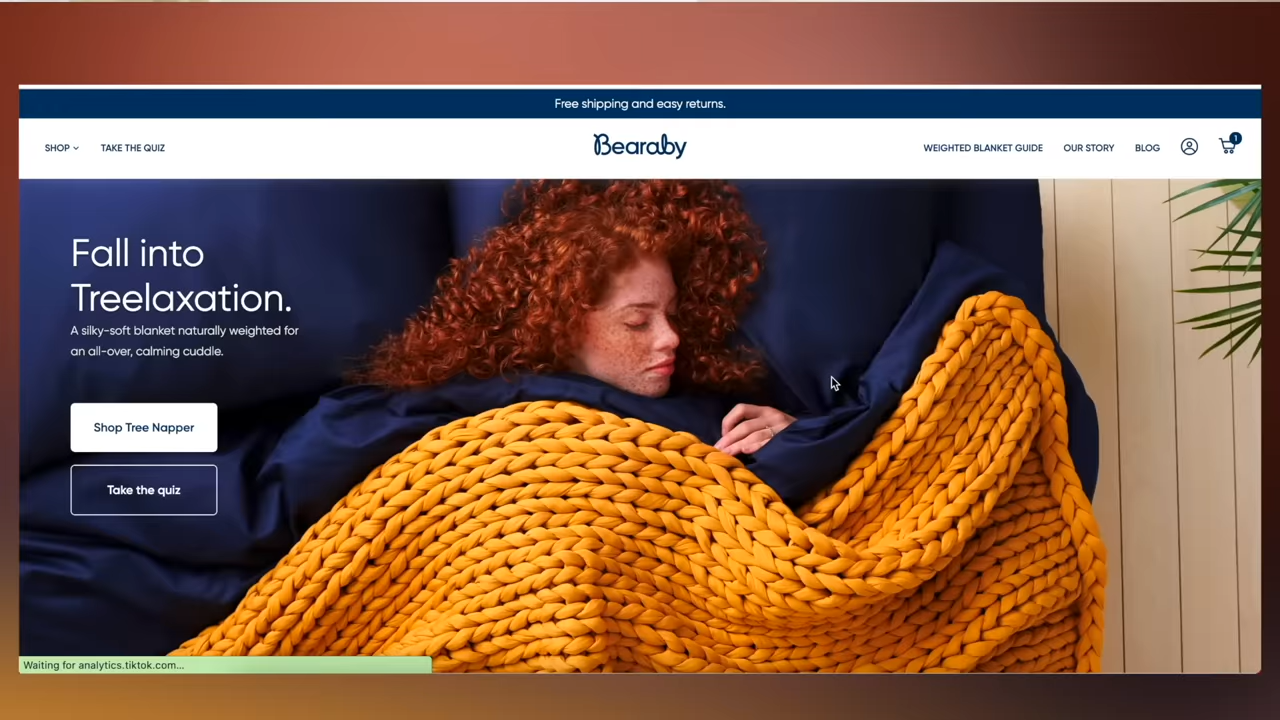 Free shipping and easy returns.
SHOP TAKE THE QUIZ Bearaby WEIGHTED BLANKET GUIDE OUR STORY BLOG 1
Fall into
Treelaxation.
A silky-soft blanket naturally weighted for
an all-over, calming cuddle.
Shop Tree Napper
Take the quiz
Waiting for analytics.tiktok.com...